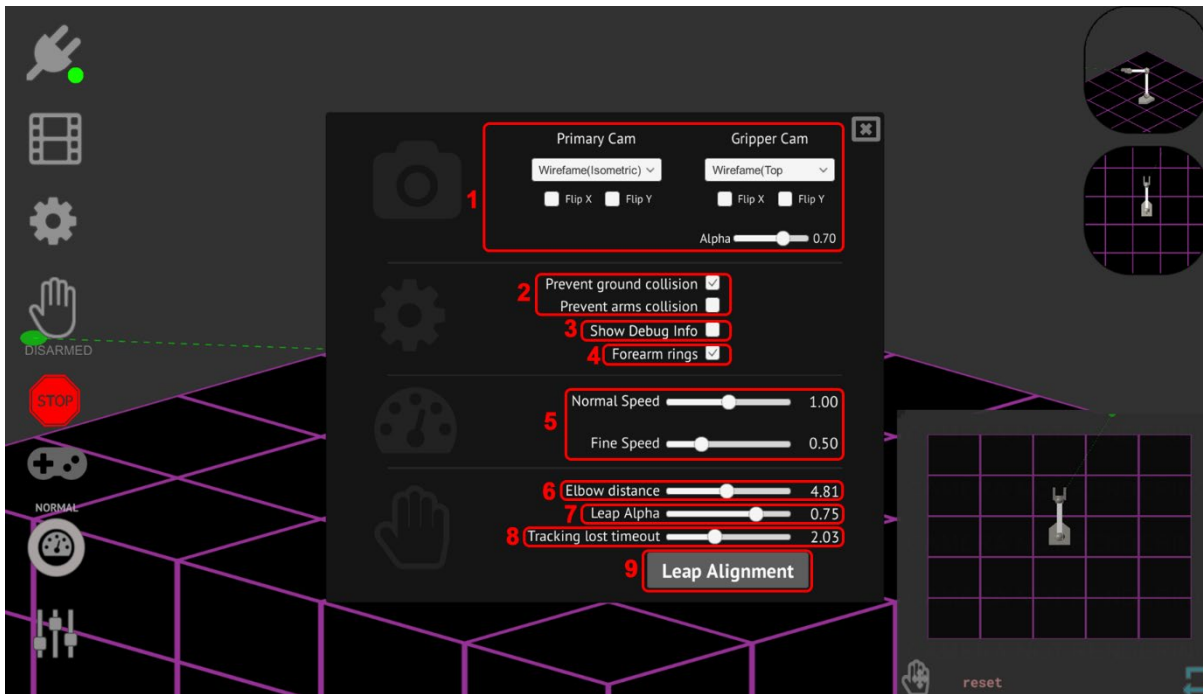 Primary Cam
Gripper Cam
Wirefame(Isometric)
Wirefame(Top
1
Flip X
Flip Y
Flip X
Flip Y
Alpha
0.70
2
Prevent ground collision
Prevent arms collision
3
Show Debug Info
4
Forearm rings
DISARMED
STOP
5
Normal Speed
1.00
Fine Speed
0.50
6
Elbow distance
4.81
NORMAL
7
Leap Alpha
0.75
8
Tracking lost timeout
2.03
9
Leap Alignment
reset